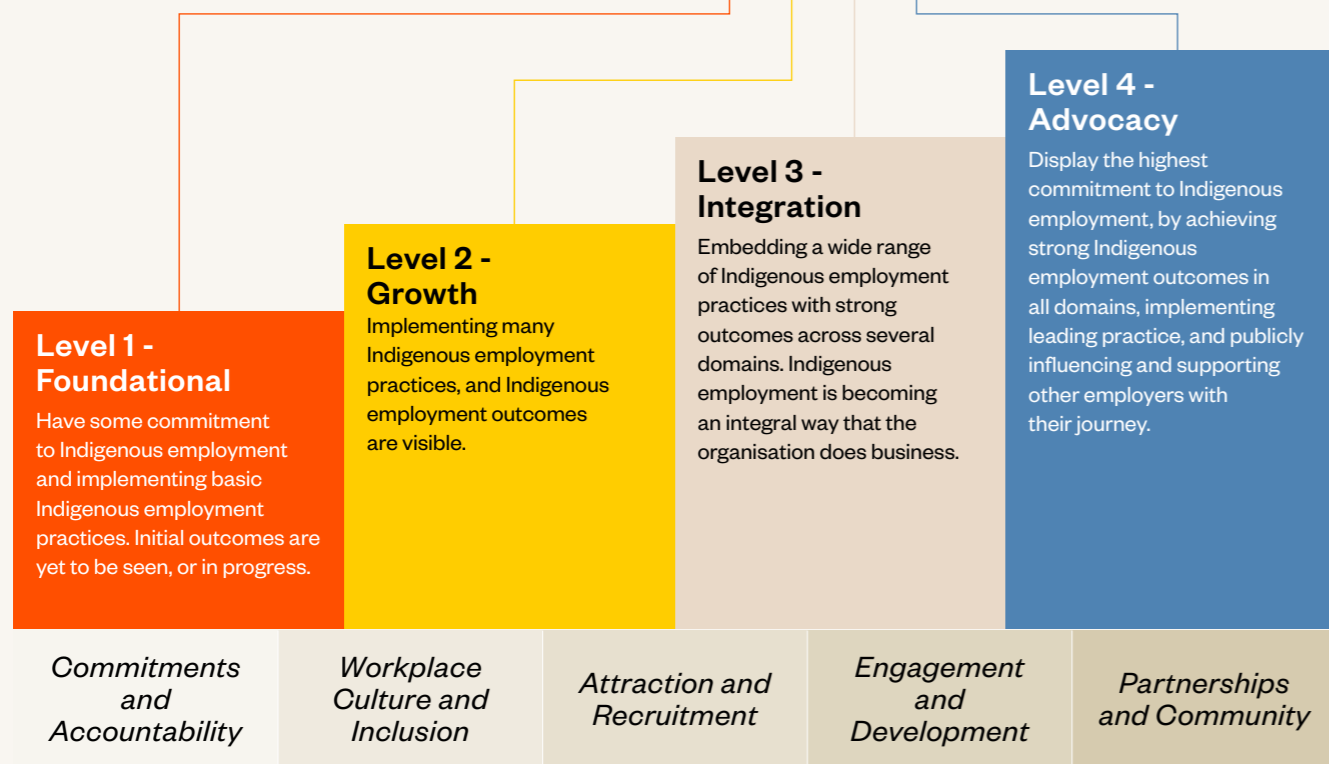 Level 1 -
Foundational
Have some commitment
to Indigenous employment
and implementing basic
Indigenous employment
practices. Initial outcomes are
yet to be seen, or in progress.
Level 2 -
Growth
Implementing many
Indigenous employment
practices, and Indigenous
employment outcomes
are visible.
Level 3 -
Integration
Embedding a wide range
of Indigenous employment
practices with strong
outcomes across several
domains. Indigenous
employment is becoming
an integral way that the
organisation does business.
Level 4 -
Advocacy
Display the highest
commitment to Indigenous
employment, by achieving
strong Indigenous
employment outcomes in
all domains, implementing
leading practice, and publicly
influencing and supporting
other employers with
their journey.
Commitments
and
Accountability
Workplace
Culture and
Inclusion
Attraction and
Recruitment
Engagement
and
Development
Partnerships
and Community